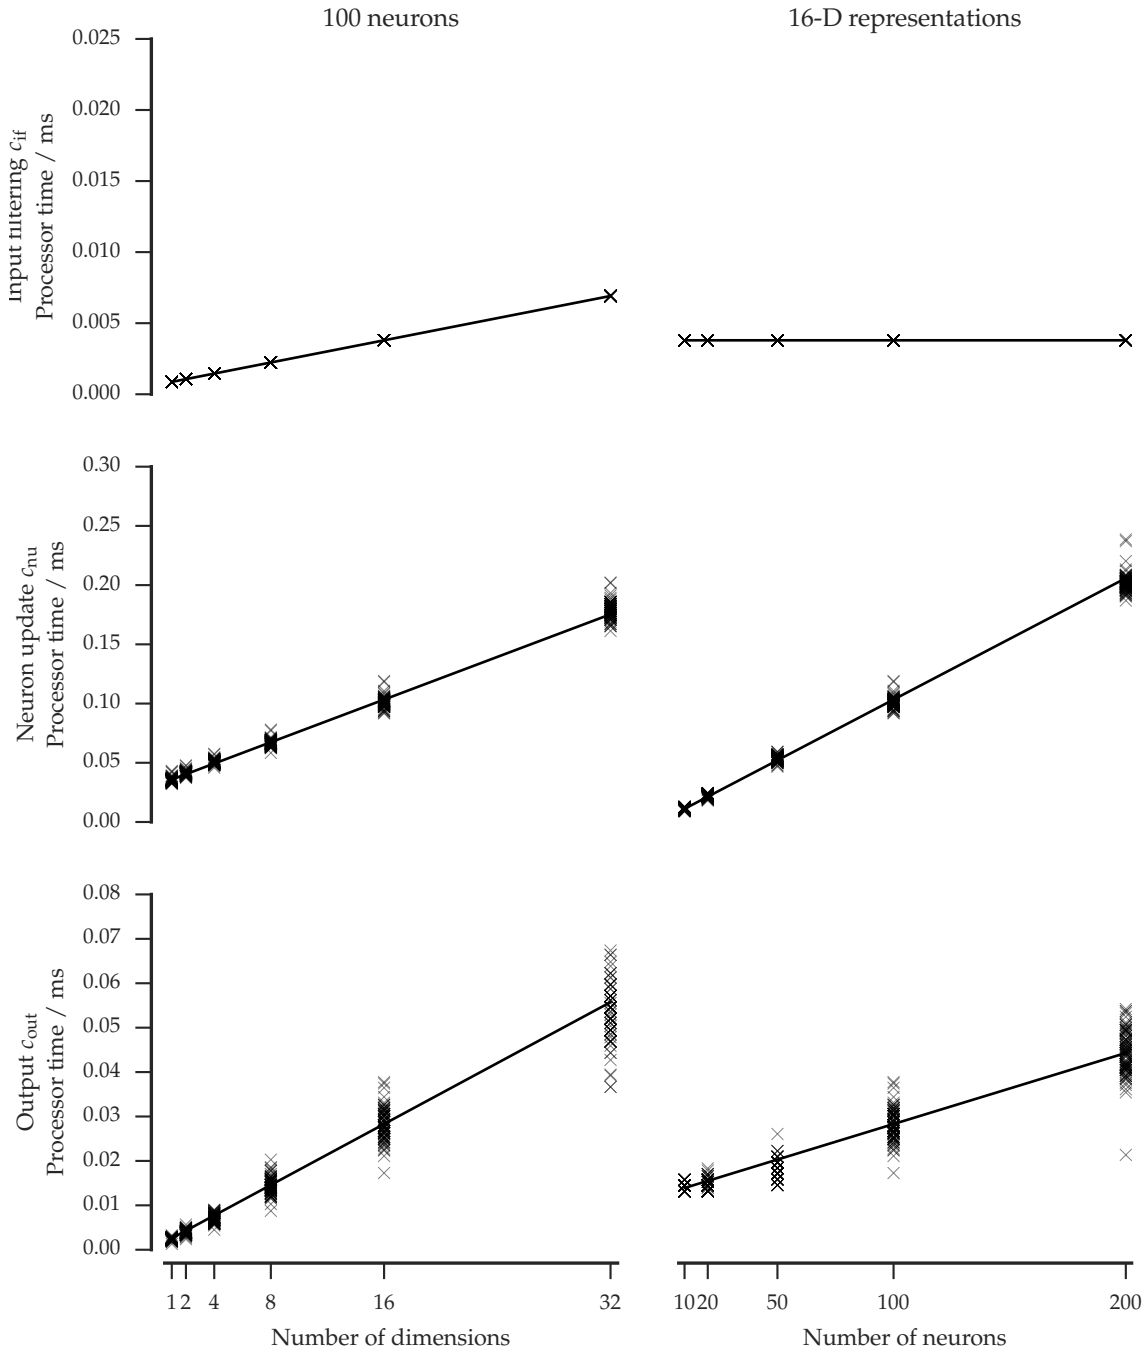 100 neurons
16-D representations
Input filtering c_if
Processor time / ms
0.025
0.020
0.015
0.010
0.005
0.000
Neuron update c_nu
Processor time / ms
0.30
0.25
0.20
0.15
0.10
0.05
0.00
Output c_out
Processor time / ms
0.08
0.07
0.06
0.05
0.04
0.03
0.02
0.01
0.00
1 2 4 8 16 32
Number of dimensions
10 20 50 100 200
Number of neurons